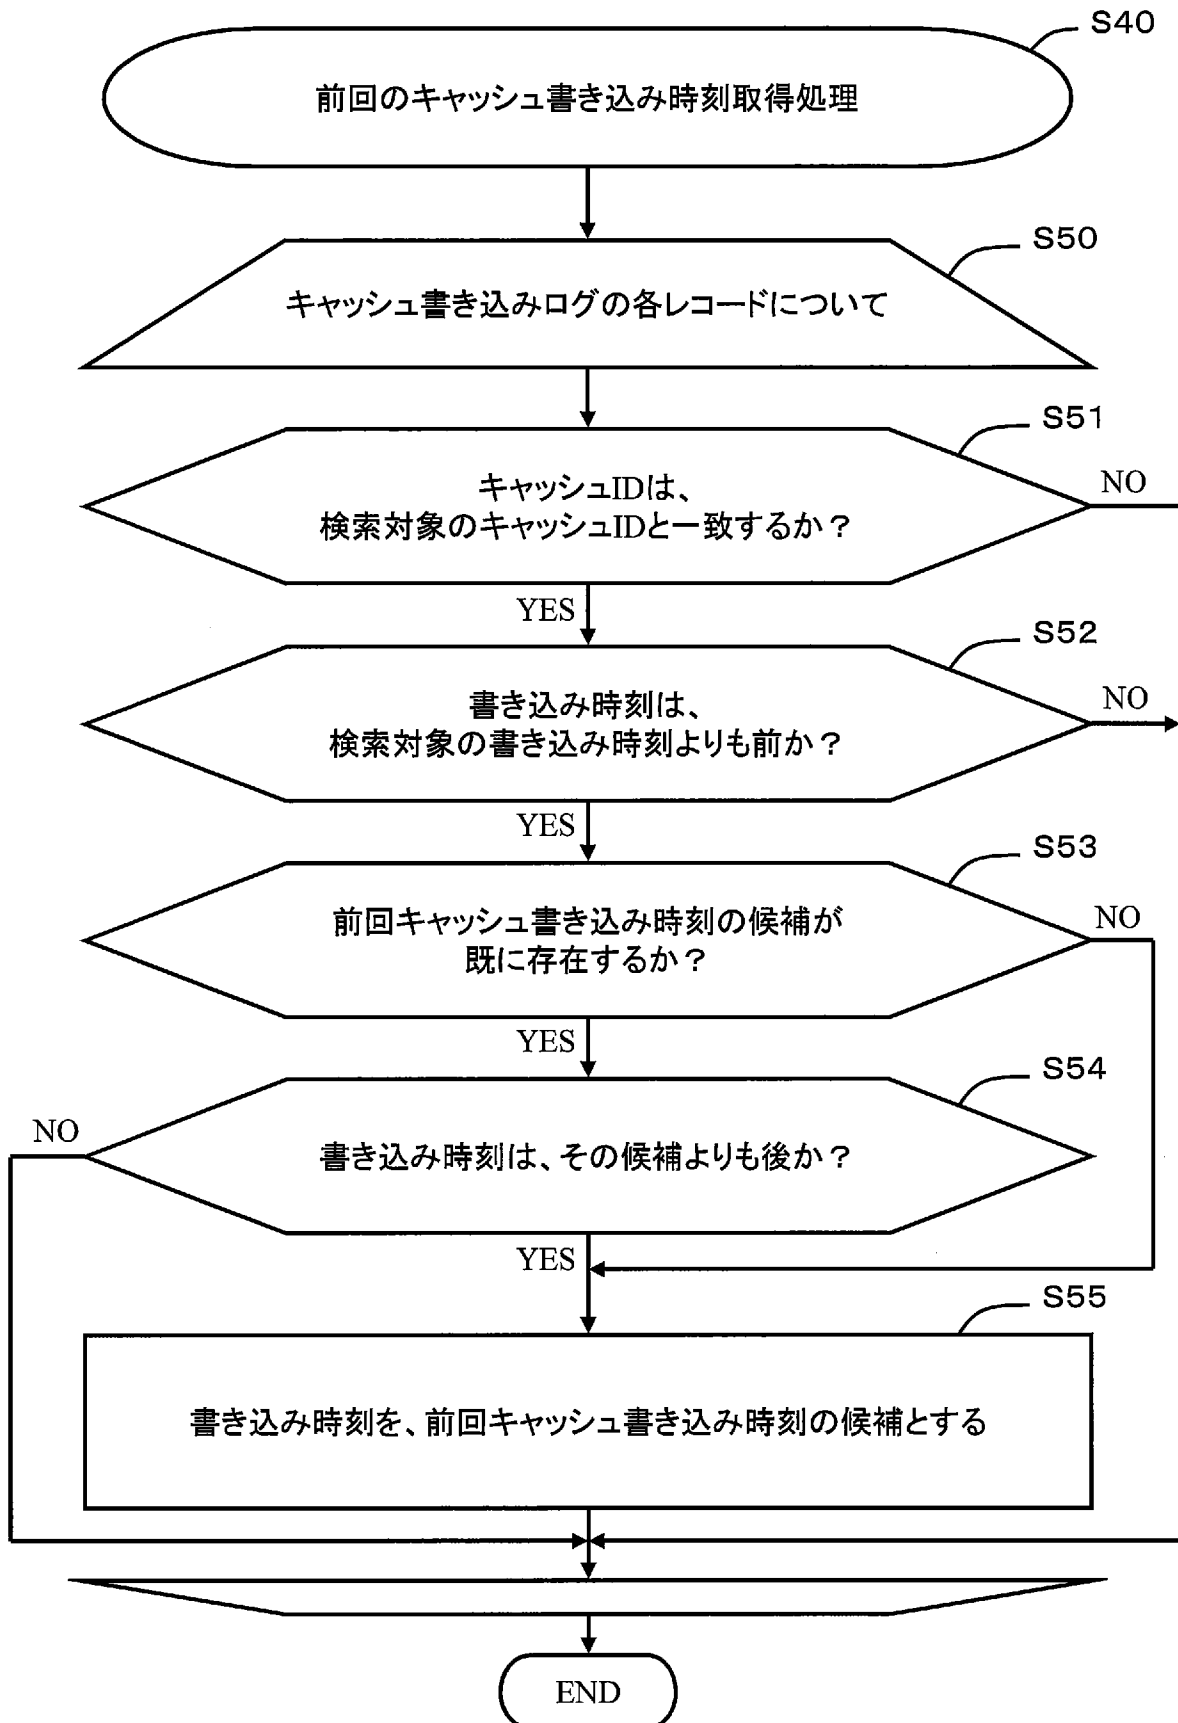 S40
前回のキャッシュ書き込み時刻取得処理
S50
キャッシュ書き込みログの各レコードについて
S51
キャッシュIDは、
検索対象のキャッシュIDと一致するか？
NO
YES
S52
書き込み時刻は、
検索対象の書き込み時刻よりも前か？
NO
YES
S53
前回キャッシュ書き込み時刻の候補が
既に存在するか？
NO
YES
S54
NO
書き込み時刻は、その候補よりも後か？
YES
S55
書き込み時刻を、前回キャッシュ書き込み時刻の候補とする
END